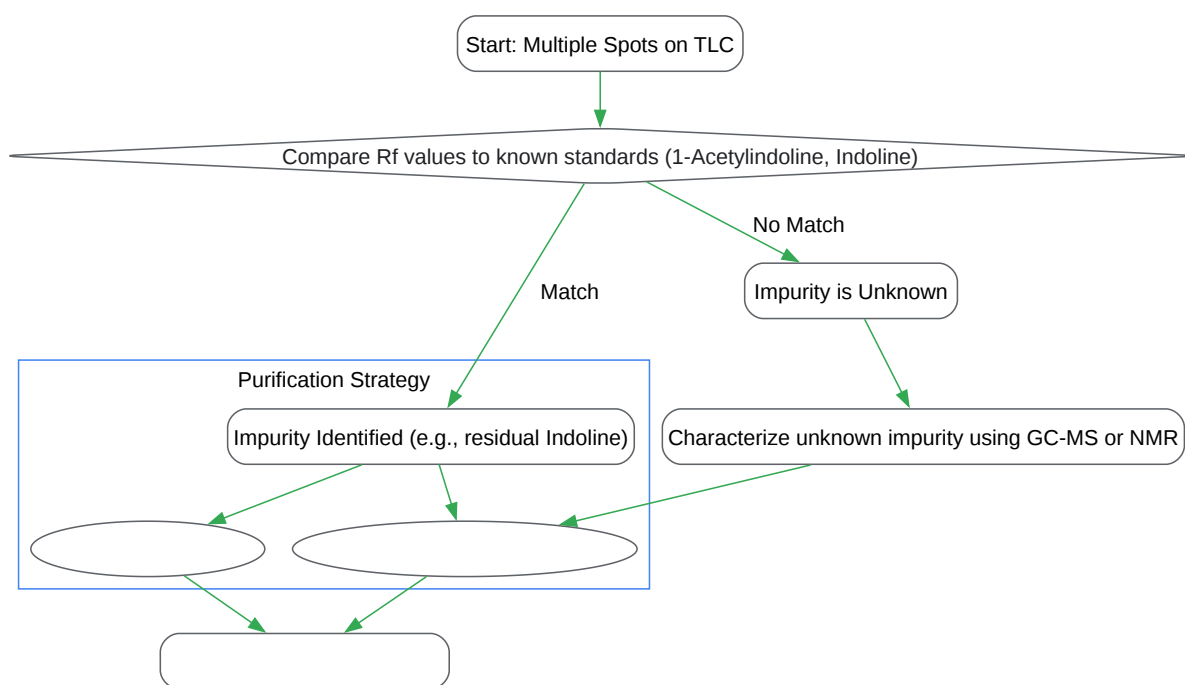 Start: Multiple Spots on TLC
Compare Rf values to known standards (1-Acetylindoline, Indoline)
No Match
Match
Impurity is Unknown
Purification Strategy
Impurity Identified (e.g., residual Indoline)
Characterize unknown impurity using GC-MS or NMR